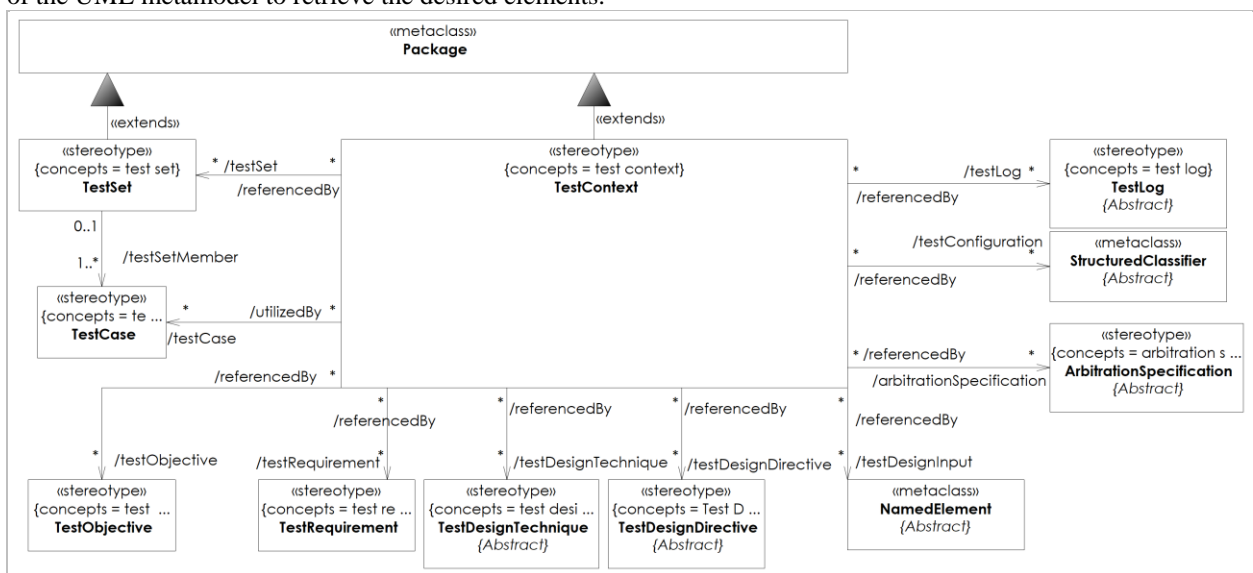 of the UML metamodel to retrieve the desired elements.
«metaclass»
Package
«extends»
«extends»
«stereotype»
{concepts = test set}
TestSet
* /testSet *
/referencedBy
«stereotype»
{concepts = test context}
TestContext
* /testLog *
/referencedBy
«stereotype»
{concepts = test log}
TestLog
{Abstract}
0..1
1..*
/testSetMember
/testConfiguration
* *
/referencedBy
«metaclass»
StructuredClassifier
{Abstract}
«stereotype»
{concepts = te ...
TestCase
* /utilizedBy *
/testCase
* /referencedBy *
/arbitrationSpecification
«stereotype»
{concepts = arbitration s ...
ArbitrationSpecification
{Abstract}
/referencedBy *
*
/referencedBy
*
/referencedBy
*
/referencedBy
*
/referencedBy
* /testObjective
/testRequirement *
* /testDesignTechnique
* /testDesignDirective
* /testDesignInput
«stereotype»
{concepts = test ...
TestObjective
«stereotype»
{concepts = test re ...
TestRequirement
«stereotype»
{concepts = test desi ...
TestDesignTechnique
{Abstract}
«stereotype»
{concepts = Test D ...
TestDesignDirective
{Abstract}
«metaclass»
NamedElement
{Abstract}